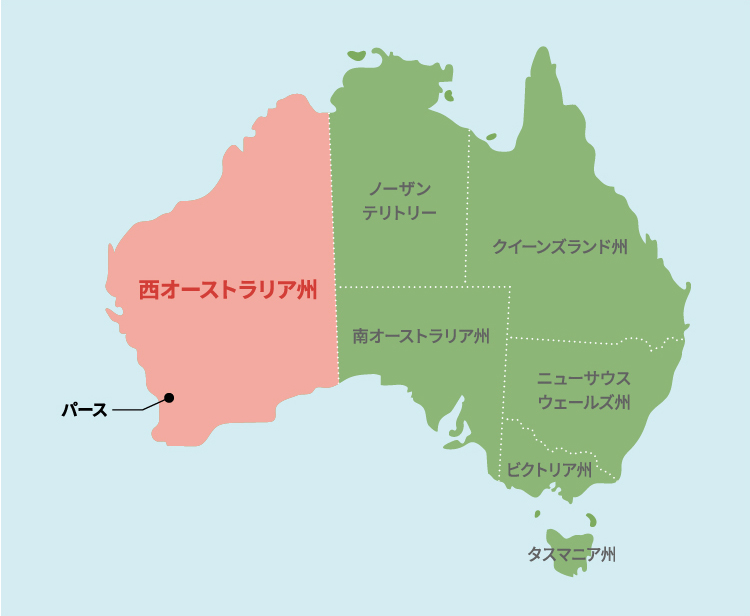 ノーザン
テリトリー
クイーンズランド州
西オーストラリア州
南オーストラリア州
ニューサウス
ウェールズ州
パース
ビクトリア州
タスマニア州